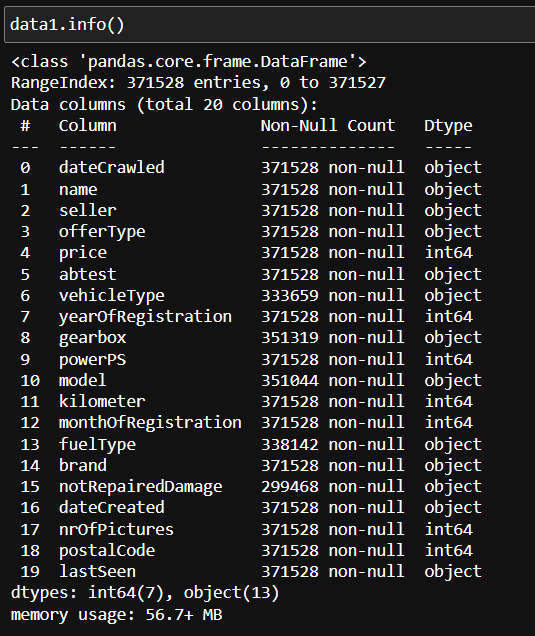 data1.info()
<class 'pandas.core.frame.DataFrame'>
RangeIndex: 371528 entries, 0 to 371527
Data columns (total 20 columns):
 #   Column               Non-Null Count   Dtype
---  ------               --------------   -----
 0   dateCrawled          371528 non-null  object
 1   name                 371528 non-null  object
 2   seller               371528 non-null  object
 3   offerType            371528 non-null  object
 4   price                371528 non-null  int64
 5   abtest               371528 non-null  object
 6   vehicleType          333659 non-null  object
 7   yearOfRegistration   371528 non-null  int64
 8   gearbox              351319 non-null  object
 9   powerPS              371528 non-null  int64
 10  model                351044 non-null  object
 11  kilometer            371528 non-null  int64
 12  monthOfRegistration  371528 non-null  int64
 13  fuelType             338142 non-null  object
 14  brand                371528 non-null  object
 15  notRepairedDamage    299468 non-null  object
 16  dateCreated          371528 non-null  object
 17  nrOfPictures         371528 non-null  int64
 18  postalCode           371528 non-null  int64
 19  lastSeen             371528 non-null  object
dtypes: int64(7), object(13)
memory usage: 56.7+ MB